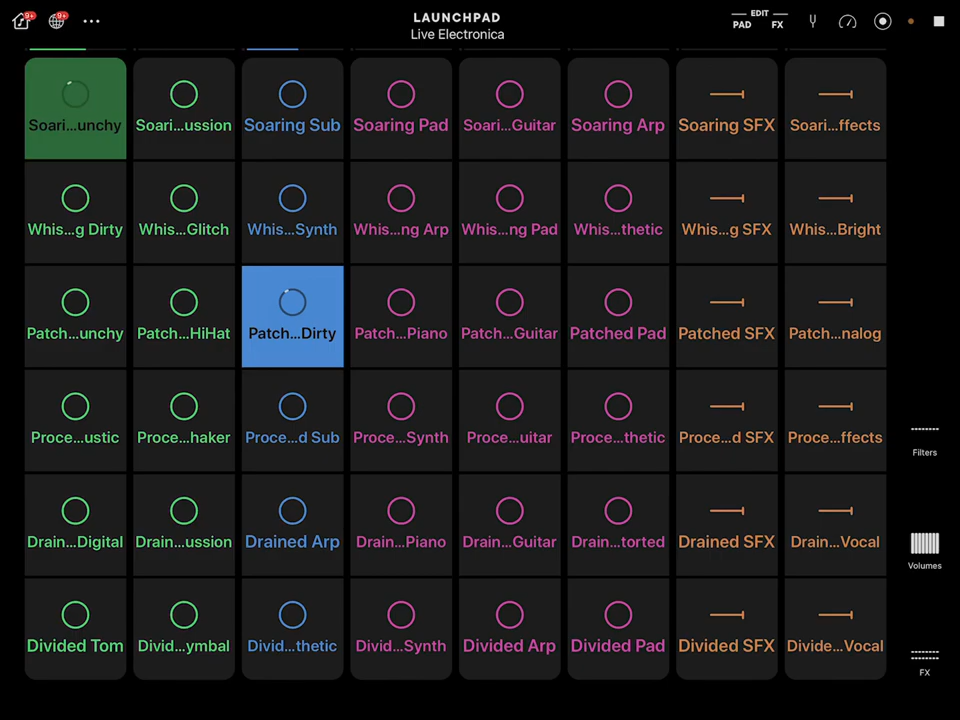 9+
9+
LAUNCHPAD
Live Electronica
EDIT
PAD
FX
Soari...unchy
Soari...ussion
Soaring Sub
Soaring Pad
Soari...Guitar
Soaring Arp
Soaring SFX
Soari...ffects
Whis...g Dirty
Whis...Glitch
Whis...Synth
Whis...ng Arp
Whis...ng Pad
Whis...thetic
Whis...g SFX
Whis...Bright
Patch...unchy
Patch...HiHat
Patch...Dirty
Patch...Piano
Patch...Guitar
Patched Pad
Patched SFX
Patch...nalog
Proce...ustic
Proce...haker
Proce...d Sub
Proce...Synth
Proce...uitar
Proce...thetic
Proce...d SFX
Proce...ffects
Filters
Drain...Digital
Drain...ussion
Drained Arp
Drain...Piano
Drain...Guitar
Drain...torted
Drained SFX
Drain...Vocal
Volumes
Divided Tom
Divid...ymbal
Divid...thetic
Divid...Synth
Divided Arp
Divided Pad
Divided SFX
Divide...Vocal
FX